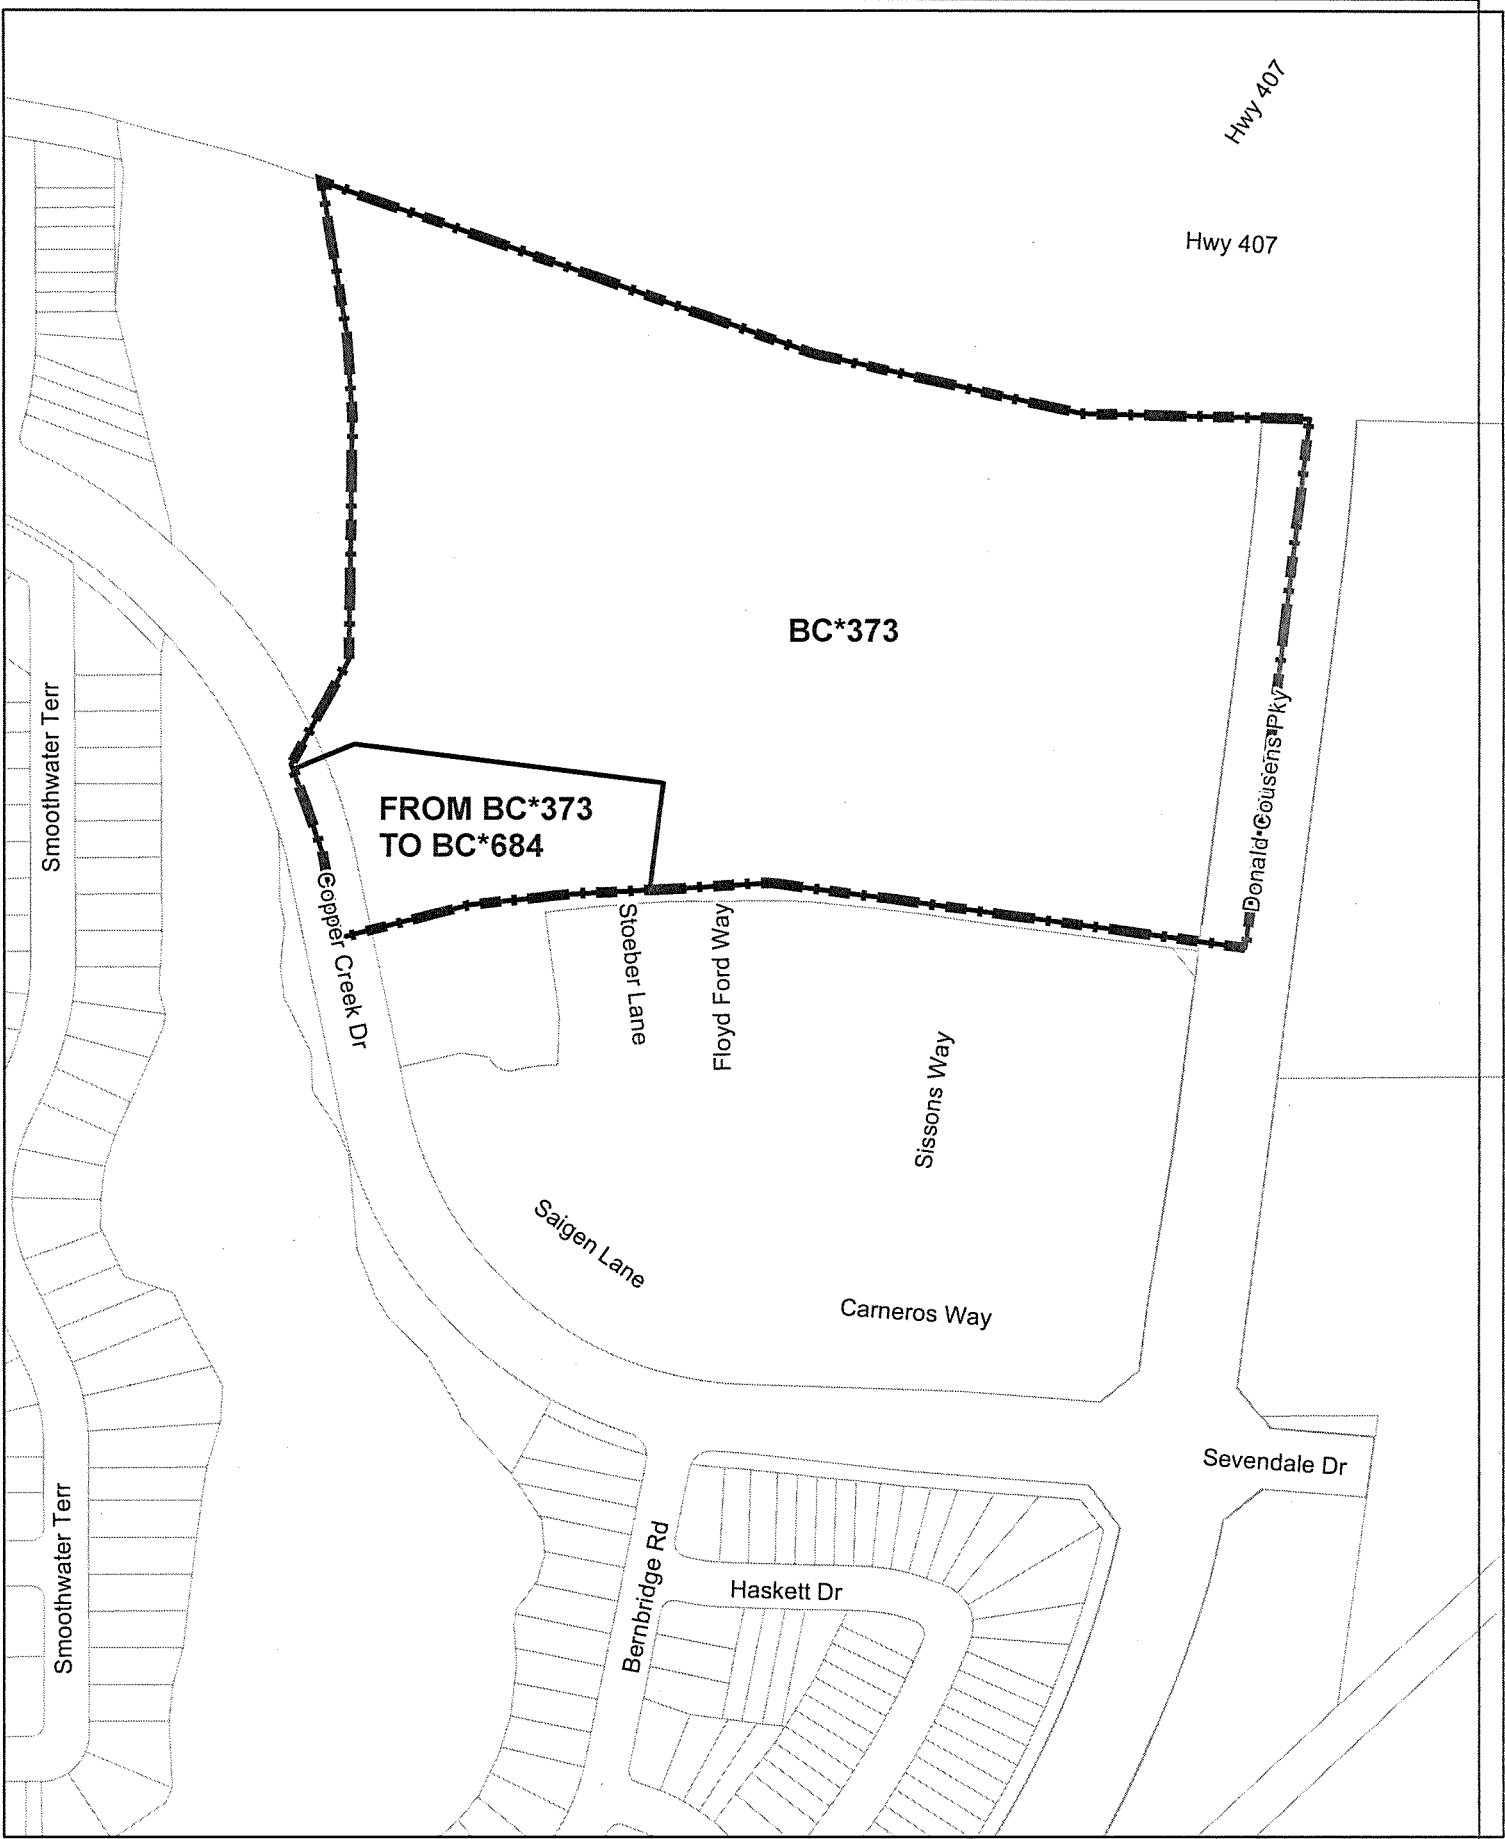 Hwy 407
Hwy 407
BC*373
Smoothwater Terr
Donald Cousens Pky
FROM BC*373
TO BC*684
Copper Creek Dr
Stoeber Lane
Floyd Ford Way
Sissons Way
Saigen Lane
Carneros Way
Sevendale Dr
Smoothwater Terr
Bernbridge Rd
Haskett Dr